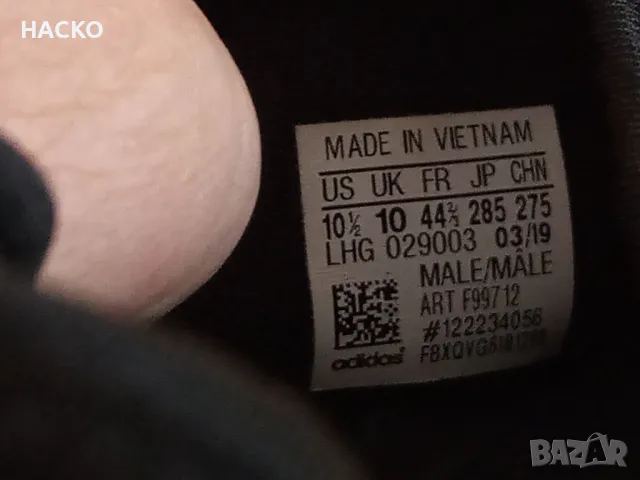 HACKO
MADE IN VIETNAM
US UK FR JP CHN
10½ 10 44⅔ 285 275
LHG 029003 03/19
MALE/MÂLE
ART F99712
#122234056
adidas
BAZAR.bg